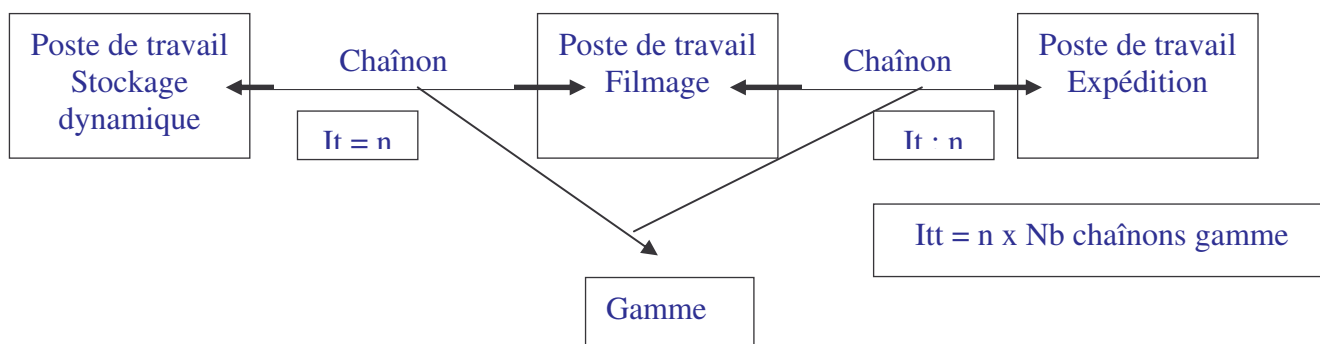 Poste de travail
Stockage
dynamique
Chaînon
It = n
Poste de travail
Filmage
Chaînon
It : n
Poste de travail
Expédition
Itt = n x Nb chaînons gamme
Gamme